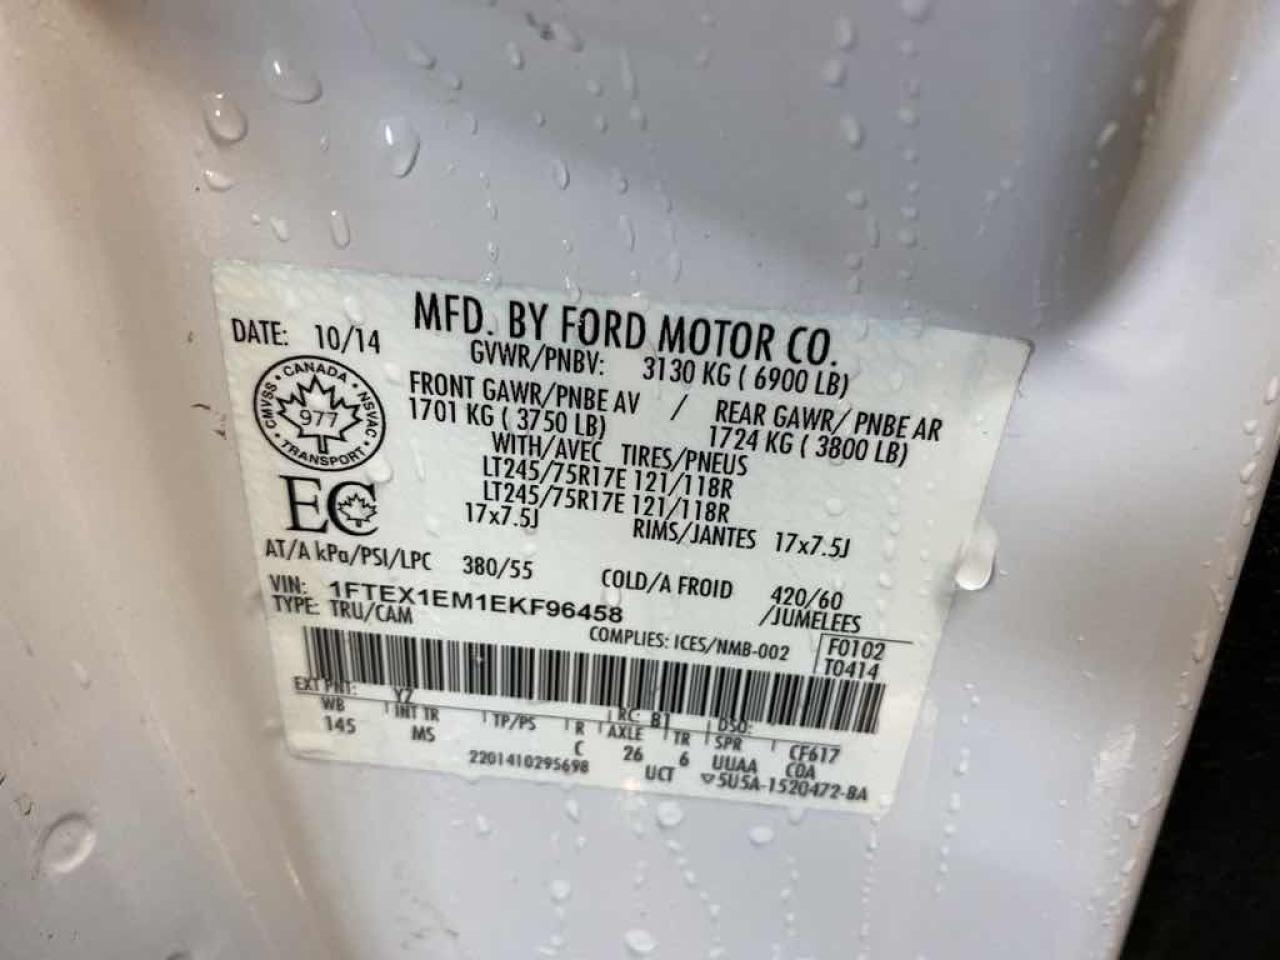 MFD. BY FORD MOTOR CO.
DATE: 10/14
GVWR/PNBV: 3130 KG ( 6900 LB)
FRONT GAWR/PNBE AV / REAR GAWR/ PNBE AR
1701 KG ( 3750 LB) 1724 KG ( 3800 LB)
WITH/AVEC TIRES/PNEUS
LT245/75R17E 121/118R
LT245/75R17E 121/118R
17x7.5J RIMS/JANTES 17x7.5J
CANADA CMVSS NSVAC TRANSPORT
977
EC
AT/A kPa/PSI/LPC 380/55 COLD/A FROID 420/60
VIN: 1FTEX1EM1EKF96458 /JUMELEES
TYPE: TRU/CAM
COMPLIES: ICES/NMB-002 F0102
T0414
EXT PNT: YZ RC: B1 DSO:
WB INT TR TP/PS R AXLE TR SPR CF617
145 MS C 26 6 UUAA CDA
2201410295698 UCT ▽5U5A-1520472-BA